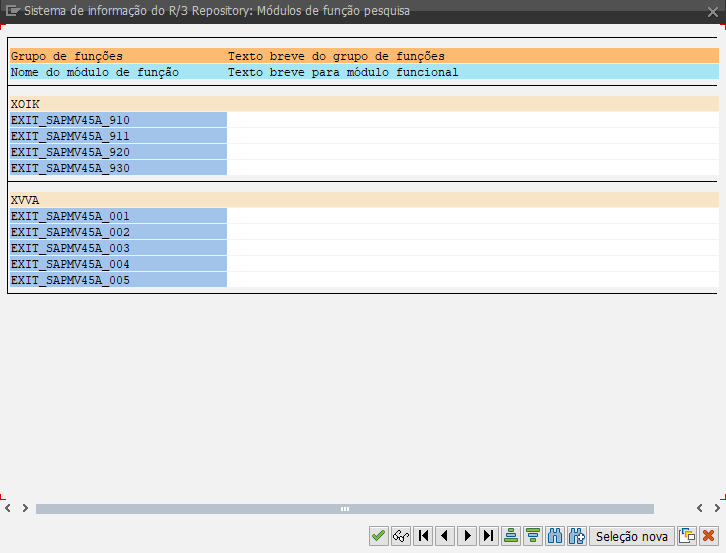 Sistema de informação do R/3 Repository: Módulos de função pesquisa
Grupo de funções Texto breve do grupo de funções
Nome do módulo de função Texto breve para módulo funcional
XOIK
EXIT_SAPMV45A_910
EXIT_SAPMV45A_911
EXIT_SAPMV45A_920
EXIT_SAPMV45A_930
XVVA
EXIT_SAPMV45A_001
EXIT_SAPMV45A_002
EXIT_SAPMV45A_003
EXIT_SAPMV45A_004
EXIT_SAPMV45A_005
Seleção nova